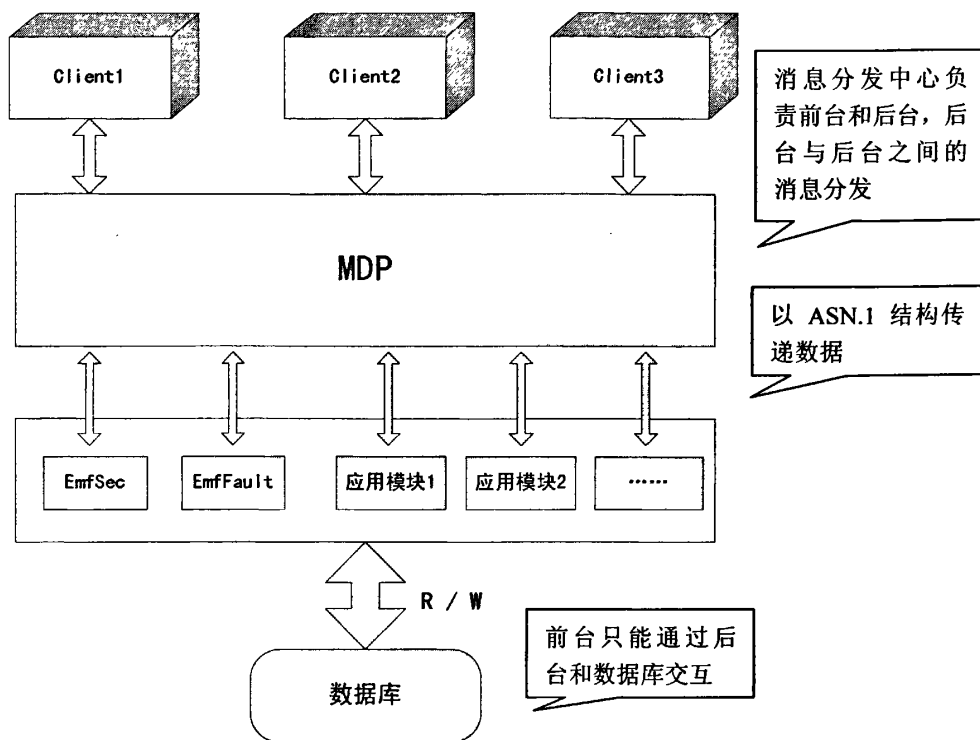 Client1
Client2
Client3
消息分发中心负
责前台和后台，后
台与后台之间的
消息分发
MDP
以 ASN.1 结构传
递数据
EmfSec
EmfFault
应用模块1
应用模块2
……
R / W
前台只能通过后
台和数据库交互
数据库